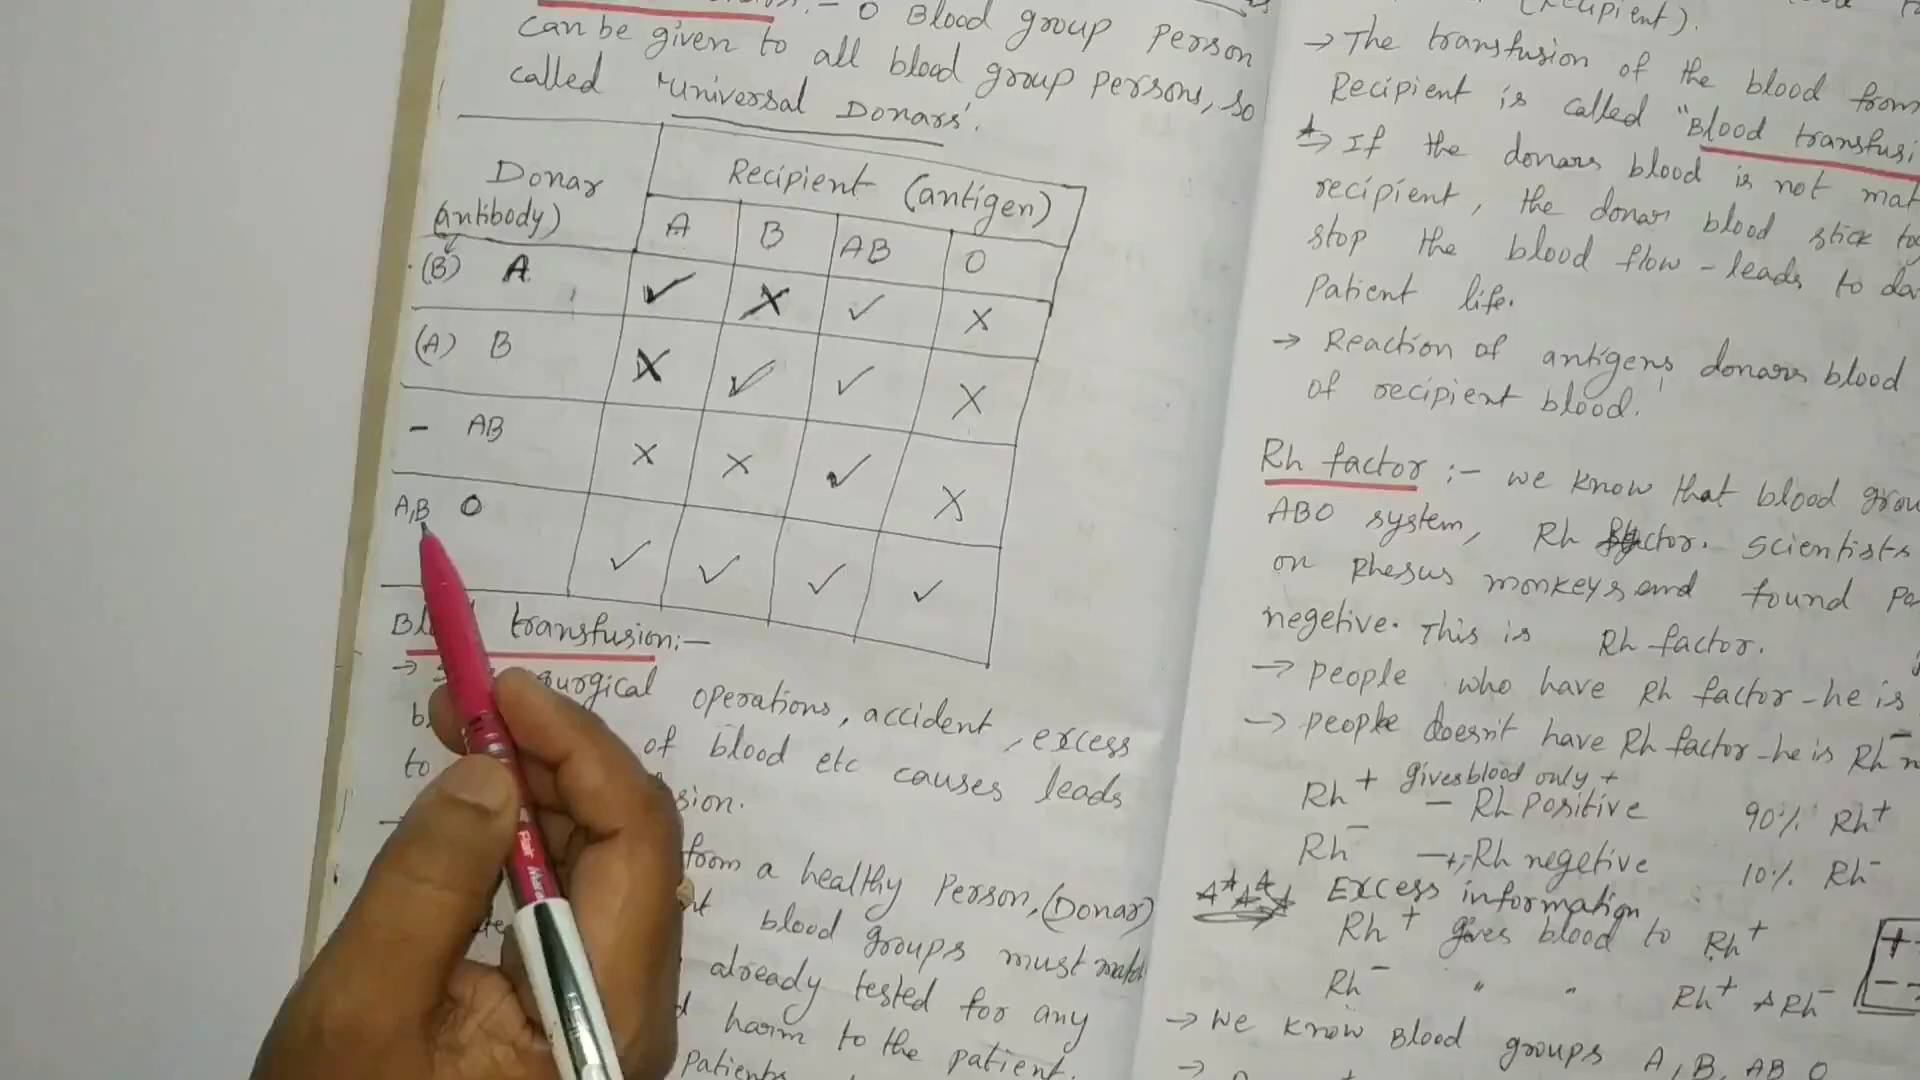 :- O Blood group person
can be given to all blood group persons, so
called "universal Donars'.
Donar
(antibody)
Recipient (antigen)
A B AB O
(B) A ✓ X ✓ X
(A) B X ✓ ✓ X
- AB X X ✓ X
A,B O ✓ ✓ ✓ ✓
transfusion:-
→ surgical operations, accident, excess
of blood etc causes leads
to
from a healthy Person, (Donar)
blood groups must match
already tested for any
harm to the patient.
Patients
(Recipient).
→ The transfusion of the blood from
Recipient is called "Blood
→ If the donars blood is not
recipient, the donar blood stick
stop the blood flow - leads to
Patient life.
→ Reaction of antigens donars blood
of recipient blood.
Rh factor :- we know that blood
ABO system, Rh factor. Scientists
on Rhesus monkeys and found
negetive. This is Rh factor.
→ people who have Rh factor - he is
→ people doesn't have Rh factor - he is Rh⁻
gives blood only +
Rh⁺ - Rh positive 90% Rh⁺
Rh⁻ - +,- Rh negetive 10% Rh⁻
Excess information
Rh⁺ gives blood to Rh⁺
Rh⁻ " " Rh⁺ & Rh⁻
+
-
→ We know Blood groups A, B, AB O